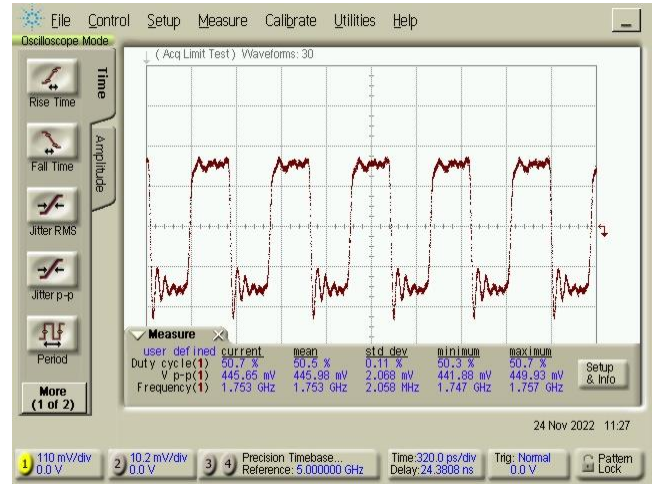 File Control Setup Measure Calibrate Utilities Help
Oscilloscope Mode
( Acq Limit Test ) Waveforms: 30
Time
Amplitude
Rise Time
Fall Time
Jitter RMS
Jitter p-p
Period
More
(1 of 2)
Measure
user defined current mean std dev minimum maximum
Duty cycle(1) 50.7 % 50.5 % 0.11 % 50.3 % 50.7 %
V p-p(1) 445.65 mV 445.98 mV 2.068 mV 441.88 mV 449.93 mV
Frequency(1) 1.753 GHz 1.753 GHz 2.058 MHz 1.747 GHz 1.757 GHz
Setup
& Info
24 Nov 2022 11:27
1 110 mV/div
0.0 V
2 10.2 mV/div
0.0 V
3 4 Precision Timebase...
Reference: 5.000000 GHz
Time:320.0 ps/div
Delay:24.3808 ns
Trig: Normal
0.0 V
Pattern
Lock